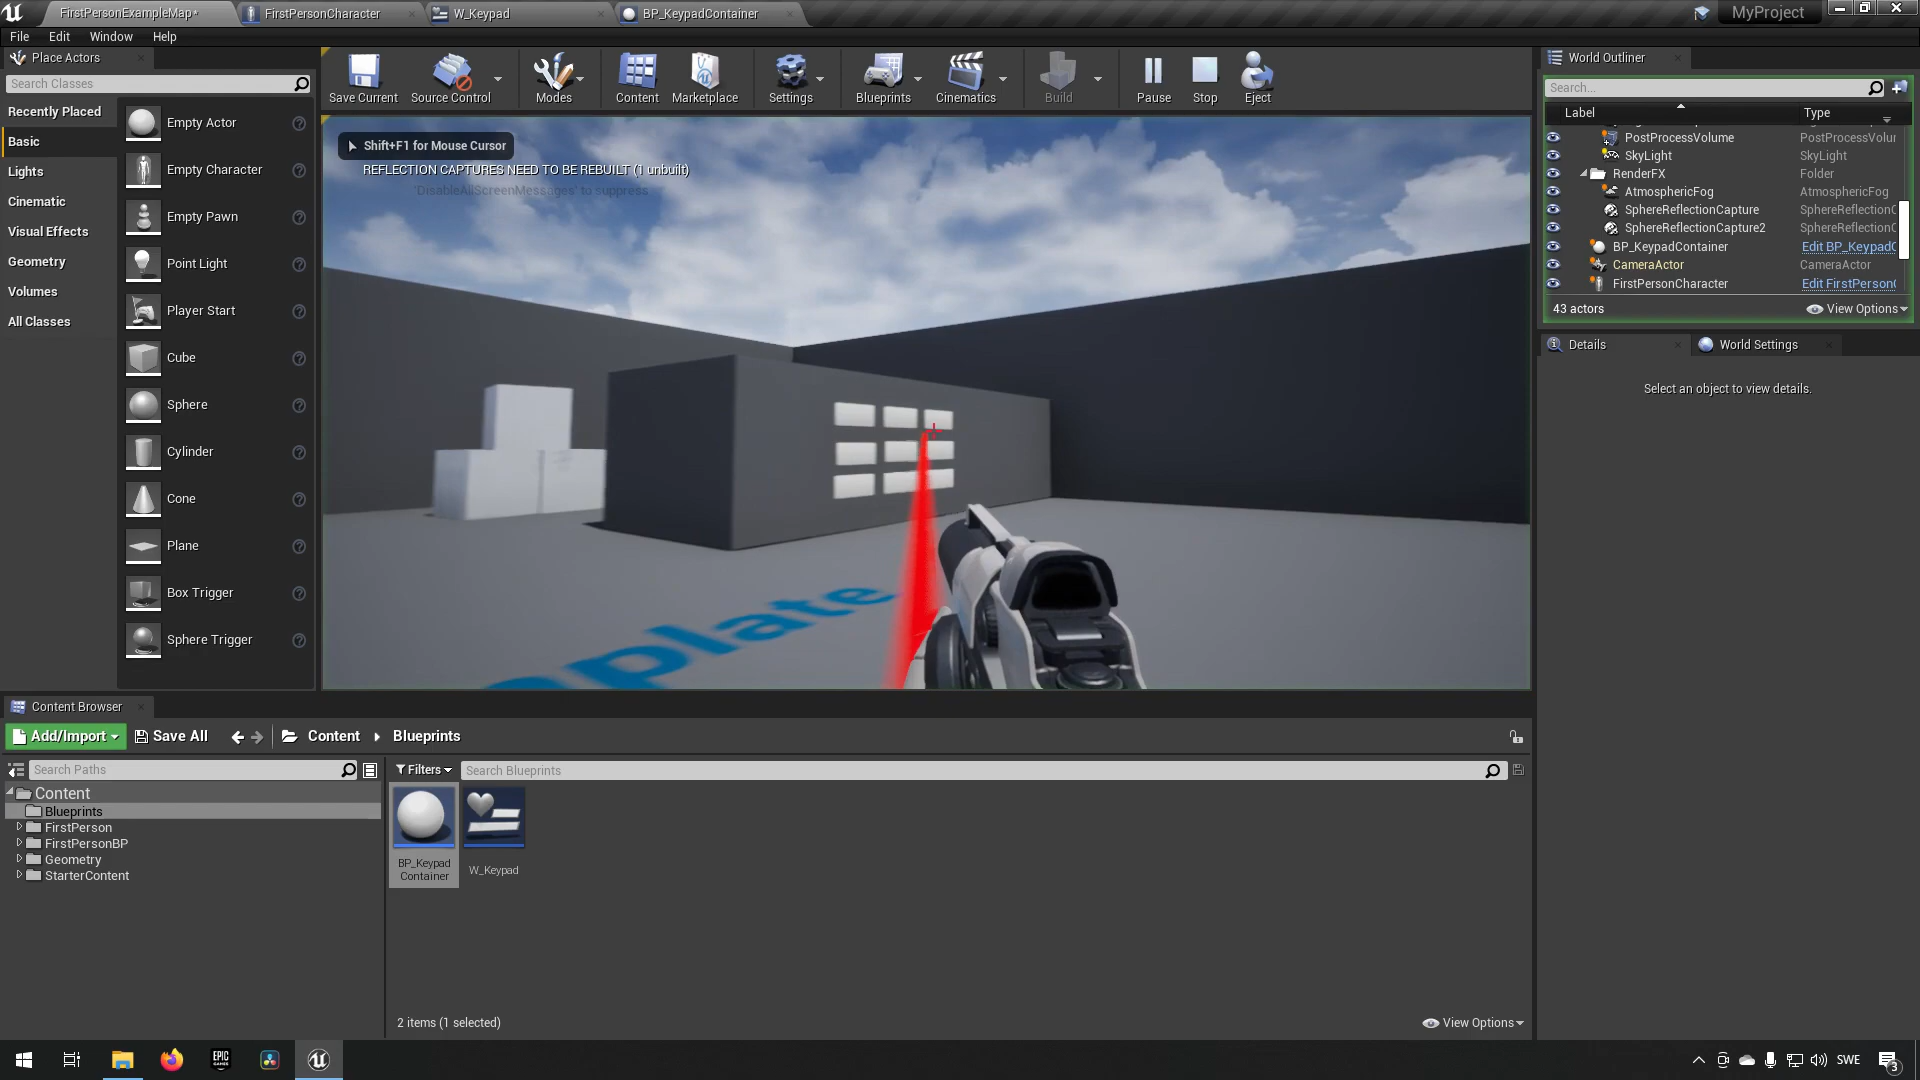 FirstPersonExampleMap*
FirstPersonCharacter
W_Keypad
BP_KeypadContainer
MyProject
File
Edit
Window
Help
Place Actors
Search Classes
Recently Placed
Basic
Lights
Cinematic
Visual Effects
Geometry
Volumes
All Classes
Empty Actor
Empty Character
Empty Pawn
Point Light
Player Start
Cube
Sphere
Cylinder
Cone
Plane
Box Trigger
Sphere Trigger
Save Current
Source Control
Modes
Content
Marketplace
Settings
Blueprints
Cinematics
Build
Pause
Stop
Eject
Shift+F1 for Mouse Cursor
REFLECTION CAPTURES NEED TO BE REBUILT (1 unbuilt)
'DisableAllScreenMessages' to suppress
plate
World Outliner
Search...
Label Type
PostProcessVolume PostProcessVolur
SkyLight SkyLight
RenderFX Folder
AtmosphericFog AtmosphericFog
SphereReflectionCapture SphereReflectionC
SphereReflectionCapture2 SphereReflectionC
BP_KeypadContainer Edit BP_KeypadC
CameraActor CameraActor
FirstPersonCharacter Edit FirstPersonC
43 actors
View Options
Details
World Settings
Select an object to view details.
Content Browser
Add/Import
Save All
Content
Blueprints
Search Paths
Filters
Search Blueprints
Content
Blueprints
FirstPerson
FirstPersonBP
Geometry
StarterContent
BP_Keypad
Container
W_Keypad
2 items (1 selected)
View Options
EPIC
GAMES
SWE
3